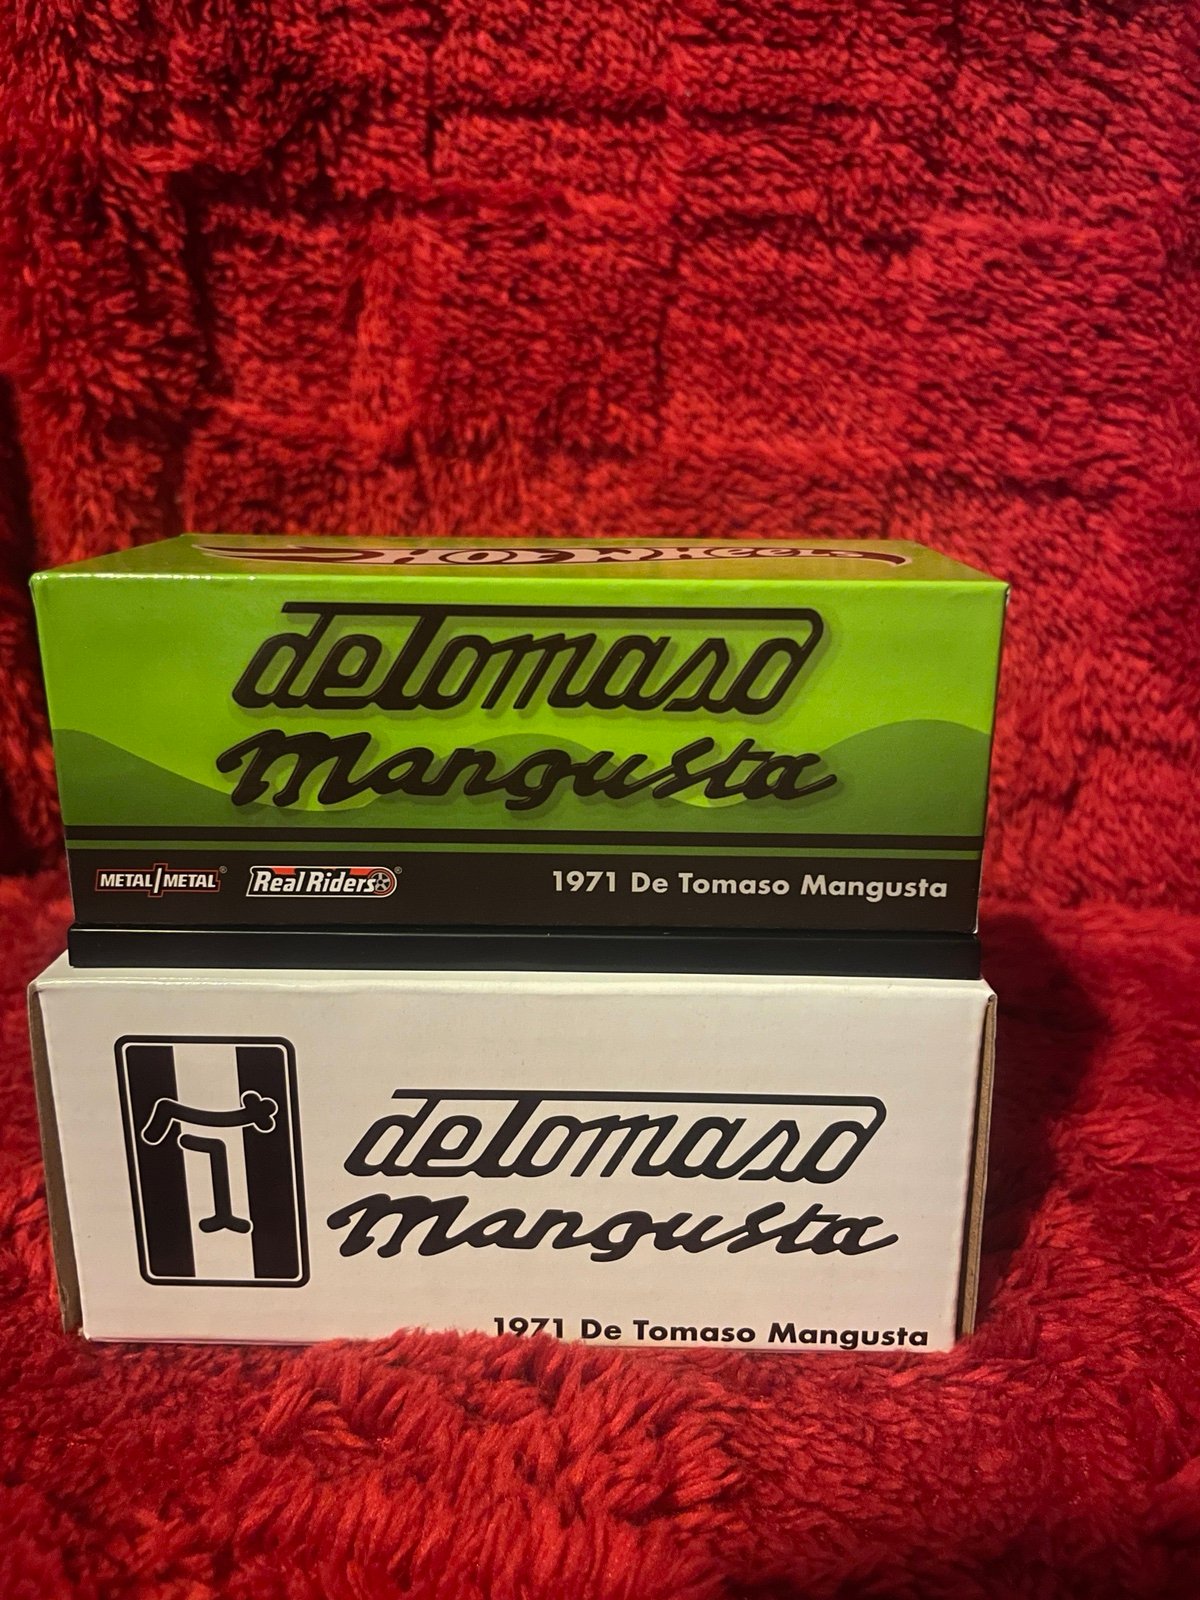 Hot Wheels
deTomaso
Mangusta
METAL/METAL® Real Riders® 1971 De Tomaso Mangusta
deTomaso
Mangusta
1971 De Tomaso Mangusta